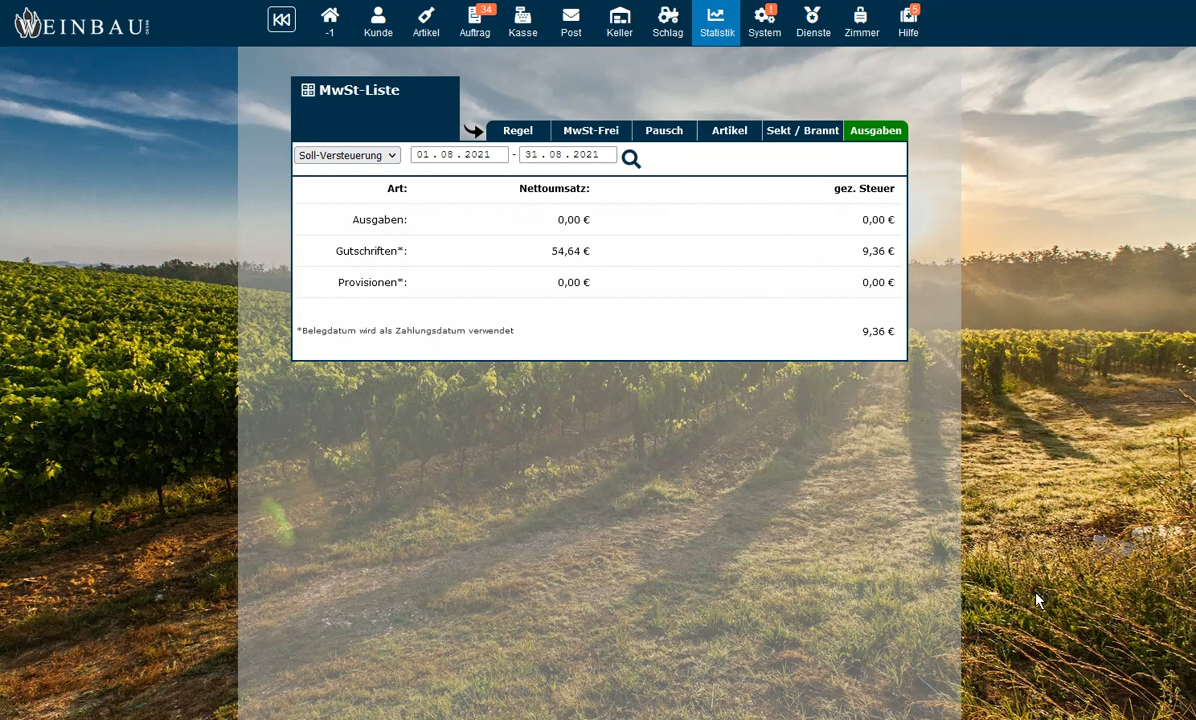 WEINBAU ORG
-1
Kunde
Artikel
34
Auftrag
Kasse
Post
Keller
Schlag
Statistik
!
System
Dienste
Zimmer
5
Hilfe
MwSt-Liste
Regel MwSt-Frei Pausch Artikel Sekt / Brannt Ausgaben
Soll-Versteuerung 01.08.2021 - 31.08.2021
Art: Nettoumsatz: gez. Steuer
Ausgaben: 0,00 € 0,00 €
Gutschriften*: 54,64 € 9,36 €
Provisionen*: 0,00 € 0,00 €
*Belegdatum wird als Zahlungsdatum verwendet 9,36 €